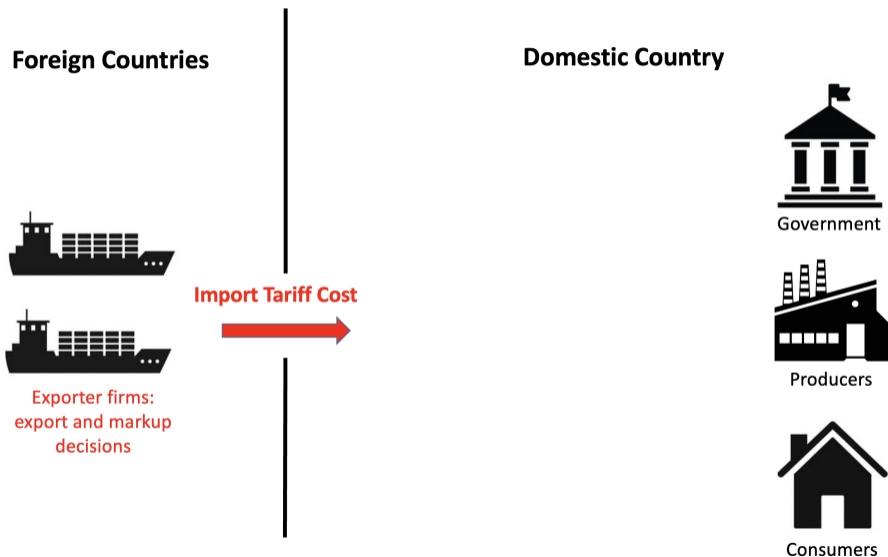 Foreign Countries
Domestic Country
Government
Import Tariff Cost
Producers
Exporter firms:
export and markup
decisions
Consumers